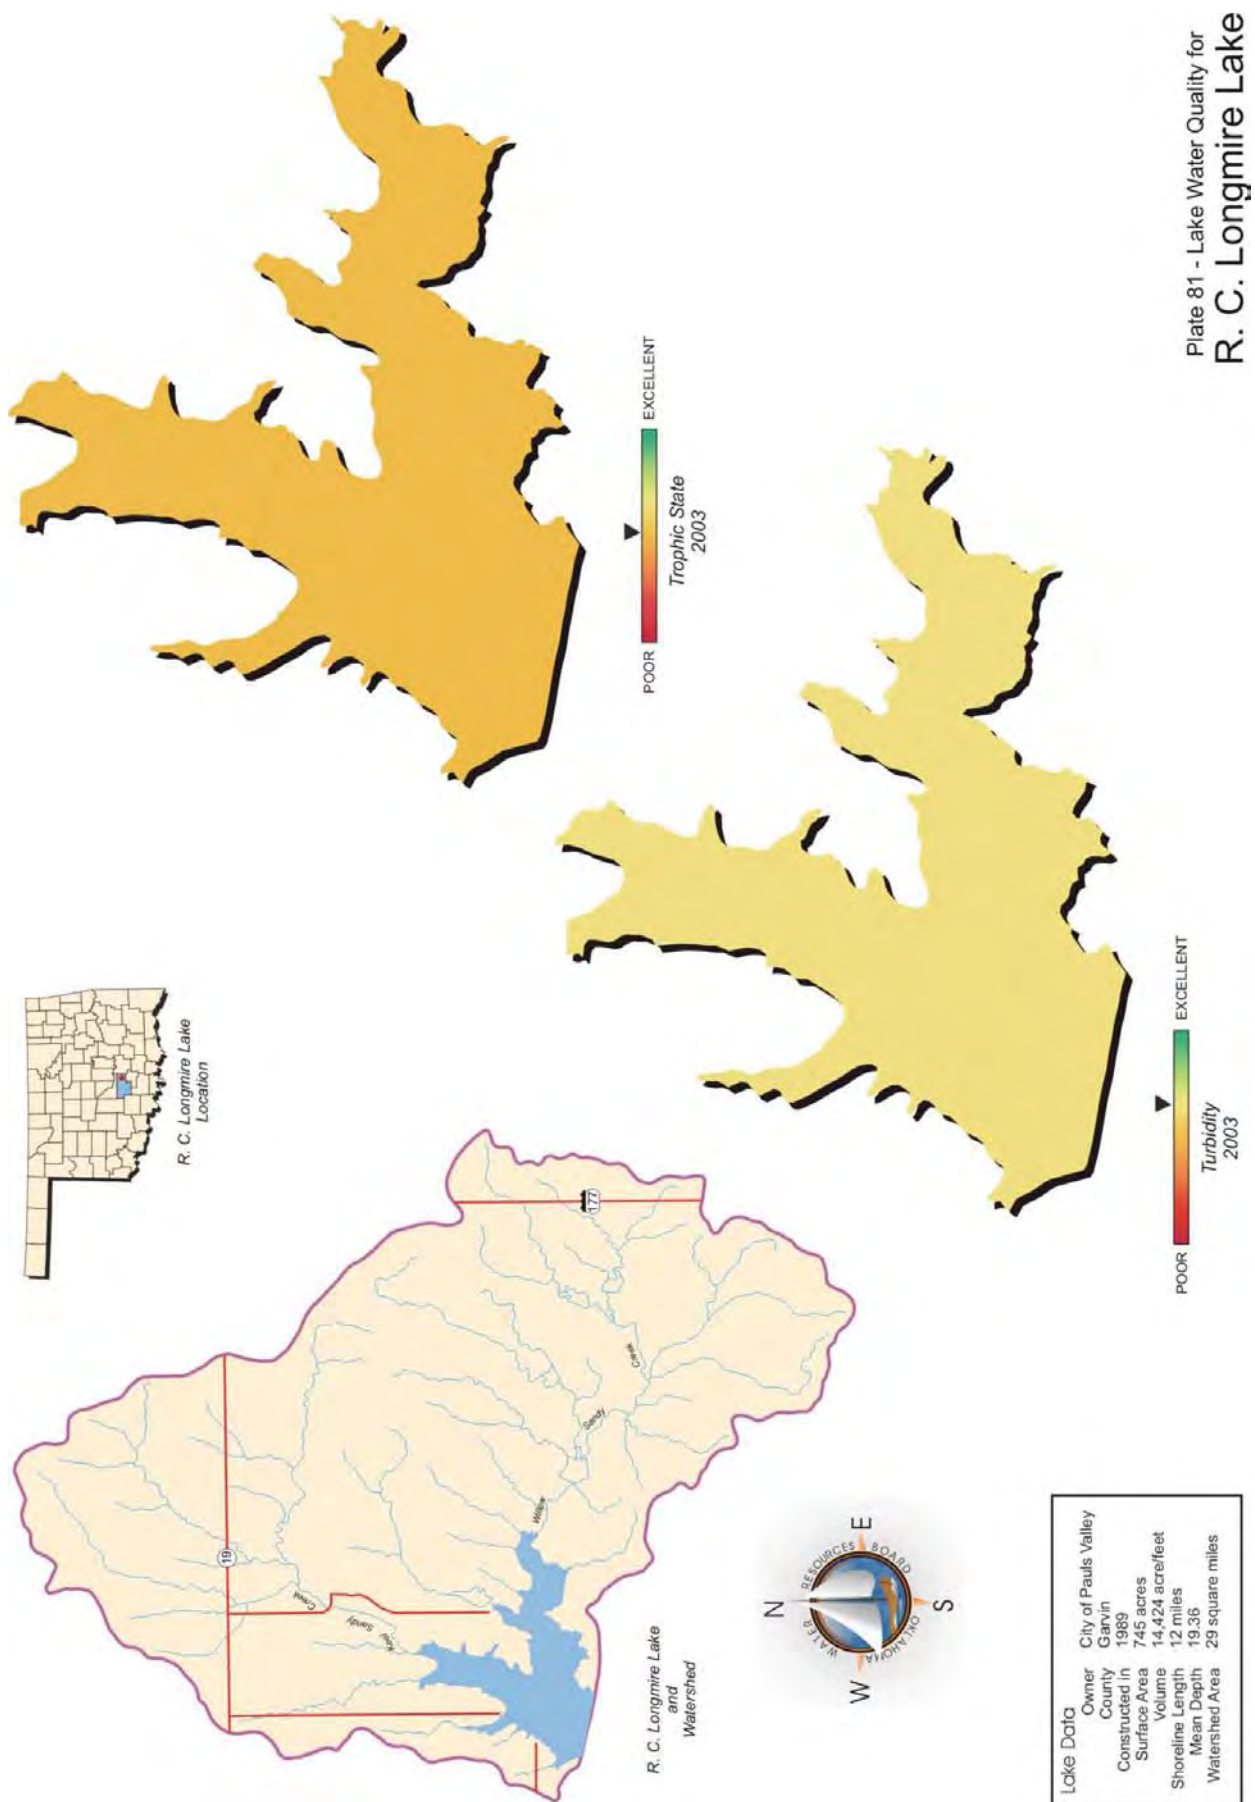 Plate 81 - Lake Water Quality for
R. C. Longmire Lake
R. C. Longmire Lake
Location
19
177
Creek
Keel Sandy
Willow
Sandy
Creek
R. C. Longmire Lake
and
Watershed
POOR EXCELLENT
Trophic State
2003
POOR EXCELLENT
Turbidity
2003
N
W E
S
OKLAHOMA WATER RESOURCES BOARD
Lake Data
Owner City of Pauls Valley
County Garvin
Constructed in 1989
Surface Area 745 acres
Volume 14,424 acre/feet
Shoreline Length 12 miles
Mean Depth 19.36
Watershed Area 29 square miles